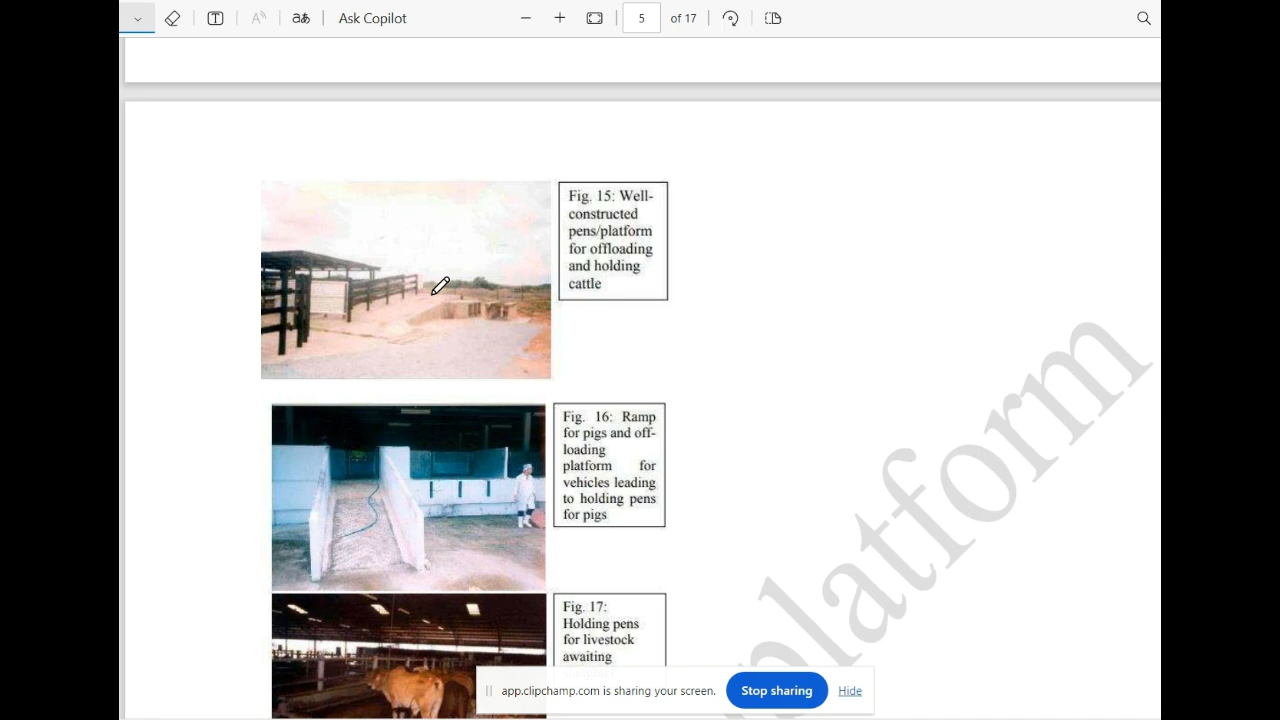 Ask Copilot
5 of 17
Fig. 15: Well-
constructed
pens/platform
for offloading
and holding
cattle
Fig. 16: Ramp
for pigs and off-
loading
platform for
vehicles leading
to holding pens
for pigs
Fig. 17:
Holding pens
for livestock
awaiting
platform
app.clipchamp.com is sharing your screen.
Stop sharing
Hide